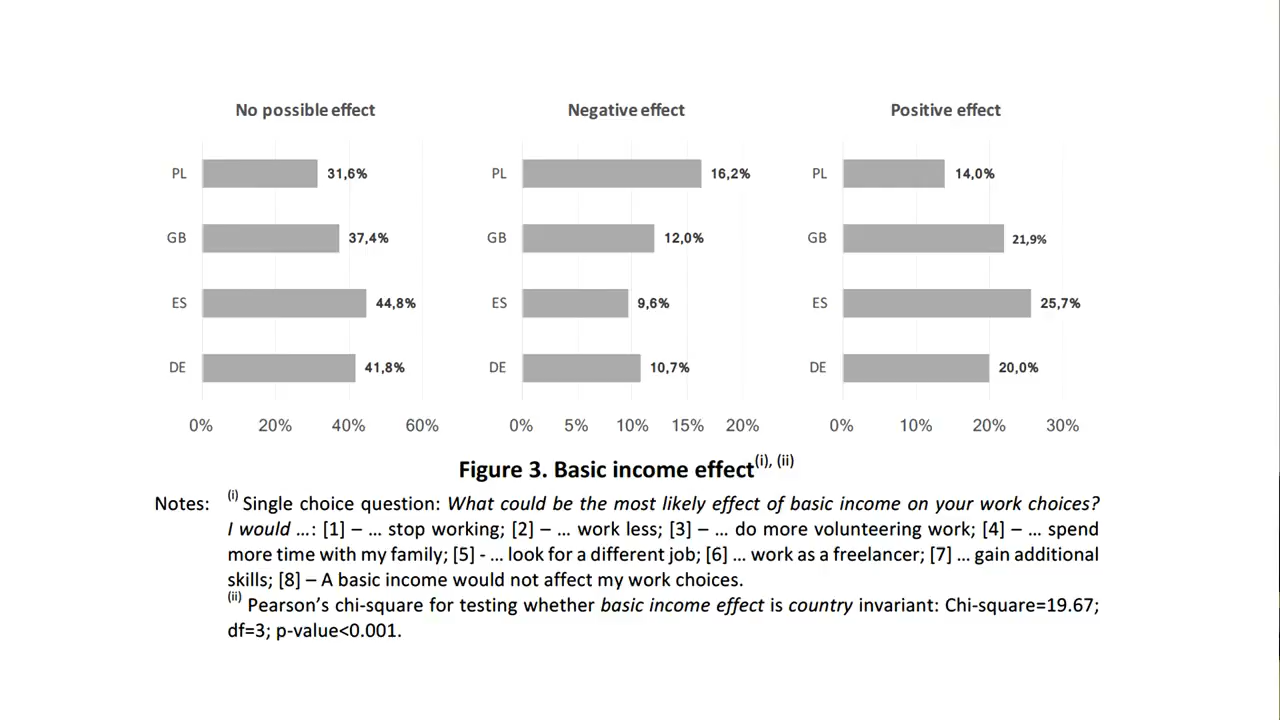 No possible effect
PL 31,6%
GB 37,4%
ES 44,8%
DE 41,8%
0% 20% 40% 60%
Negative effect
PL 16,2%
GB 12,0%
ES 9,6%
DE 10,7%
0% 5% 10% 15% 20%
Positive effect
PL 14,0%
GB 21,9%
ES 25,7%
DE 20,0%
0% 10% 20% 30%
Figure 3. Basic income effect(i), (ii)
Notes: (i) Single choice question: What could be the most likely effect of basic income on your work choices?
I would …: [1] – … stop working; [2] – … work less; [3] – … do more volunteering work; [4] – … spend
more time with my family; [5] - … look for a different job; [6] … work as a freelancer; [7] … gain additional
skills; [8] – A basic income would not affect my work choices.
(ii) Pearson’s chi-square for testing whether basic income effect is country invariant: Chi-square=19.67;
df=3; p-value<0.001.